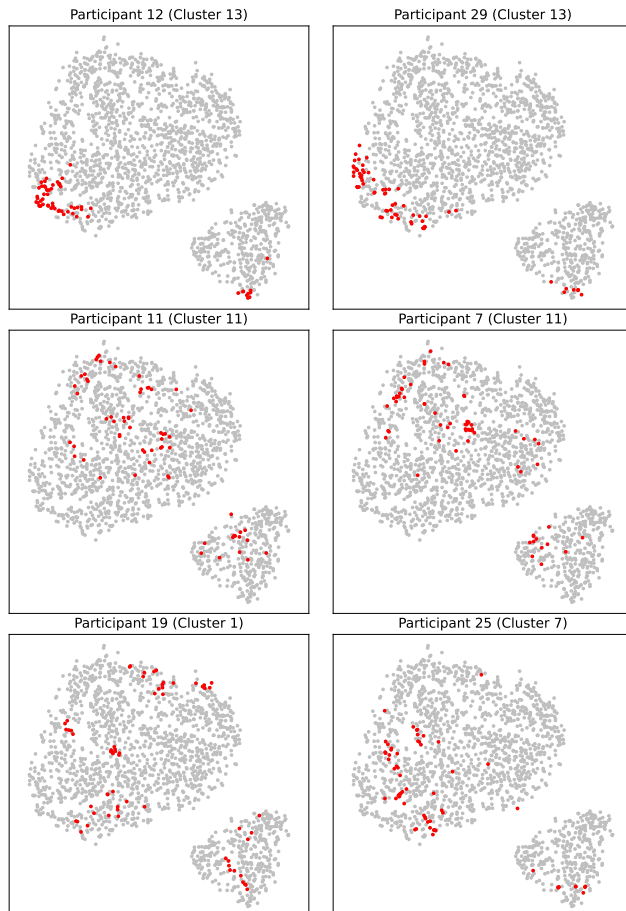 Participant 12 (Cluster 13)
Participant 29 (Cluster 13)
Participant 11 (Cluster 11)
Participant 7 (Cluster 11)
Participant 19 (Cluster 1)
Participant 25 (Cluster 7)